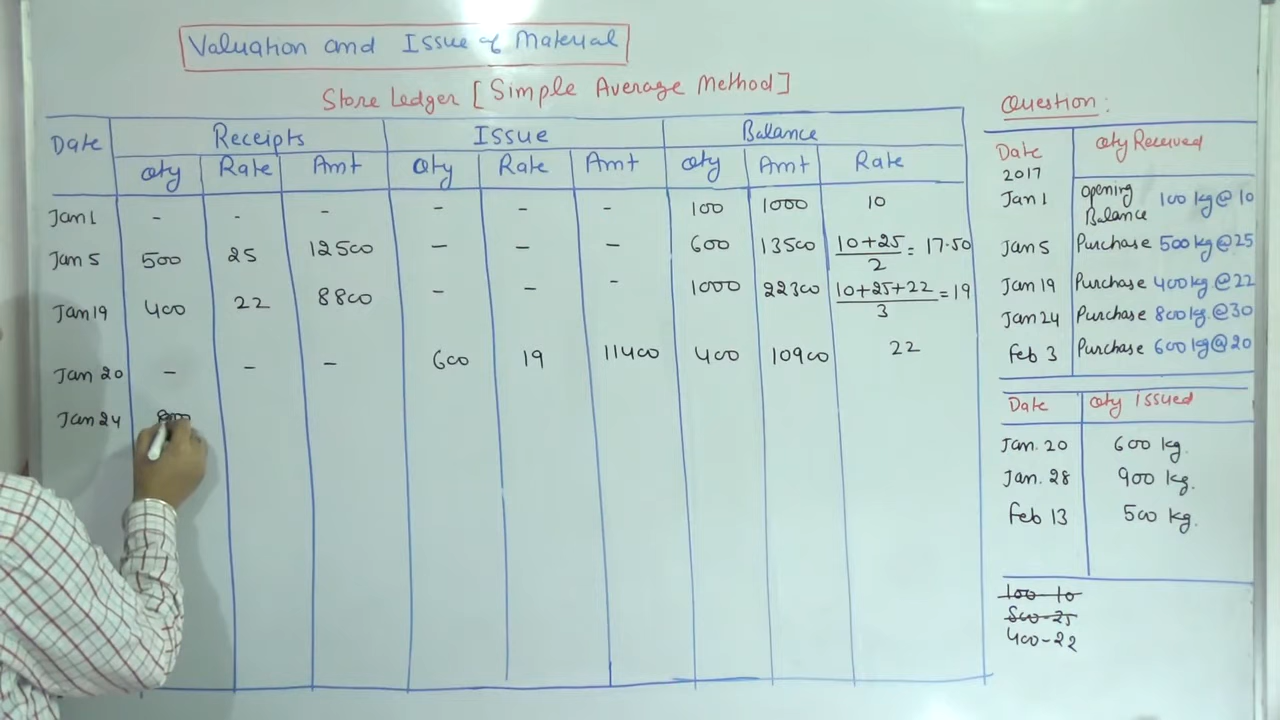 Valuation and Issue of Material
Store Ledger [Simple Average Method]
Date Receipts Issue Balance
Qty Rate Amt Qty Rate Amt Qty Amt Rate
Jan 1 - - - - - - 100 1000 10
Jan 5 500 25 12500 - - - 600 13500 10+25/2 = 17.50
Jan 19 400 22 8800 - - - 1000 22300 10+25+22/3 = 19
Jan 20 - - - 600 19 11400 400 10900 22
Jan 24 800
Question:
Date 2017 Qty Received
Jan 1 Opening Balance 100 kg @ 10
Jan 5 Purchase 500 kg @ 25
Jan 19 Purchase 400 kg @ 22
Jan 24 Purchase 800 kg. @ 30
Feb 3 Purchase 600 kg @ 20
Date Qty issued
Jan. 20 600 kg.
Jan. 28 900 kg.
Feb 13 500 kg.
100 - 10
500 - 25
400 - 22